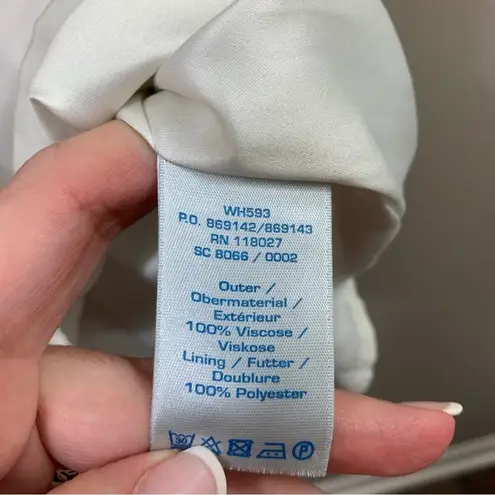 WH593
P.O. 869142/869143
RN 118027
SC 8066 / 0002
Outer /
Obermaterial /
Extérieur
100% Viscose /
Viskose
Lining / Futter /
Doublure
100% Polyester
30
P